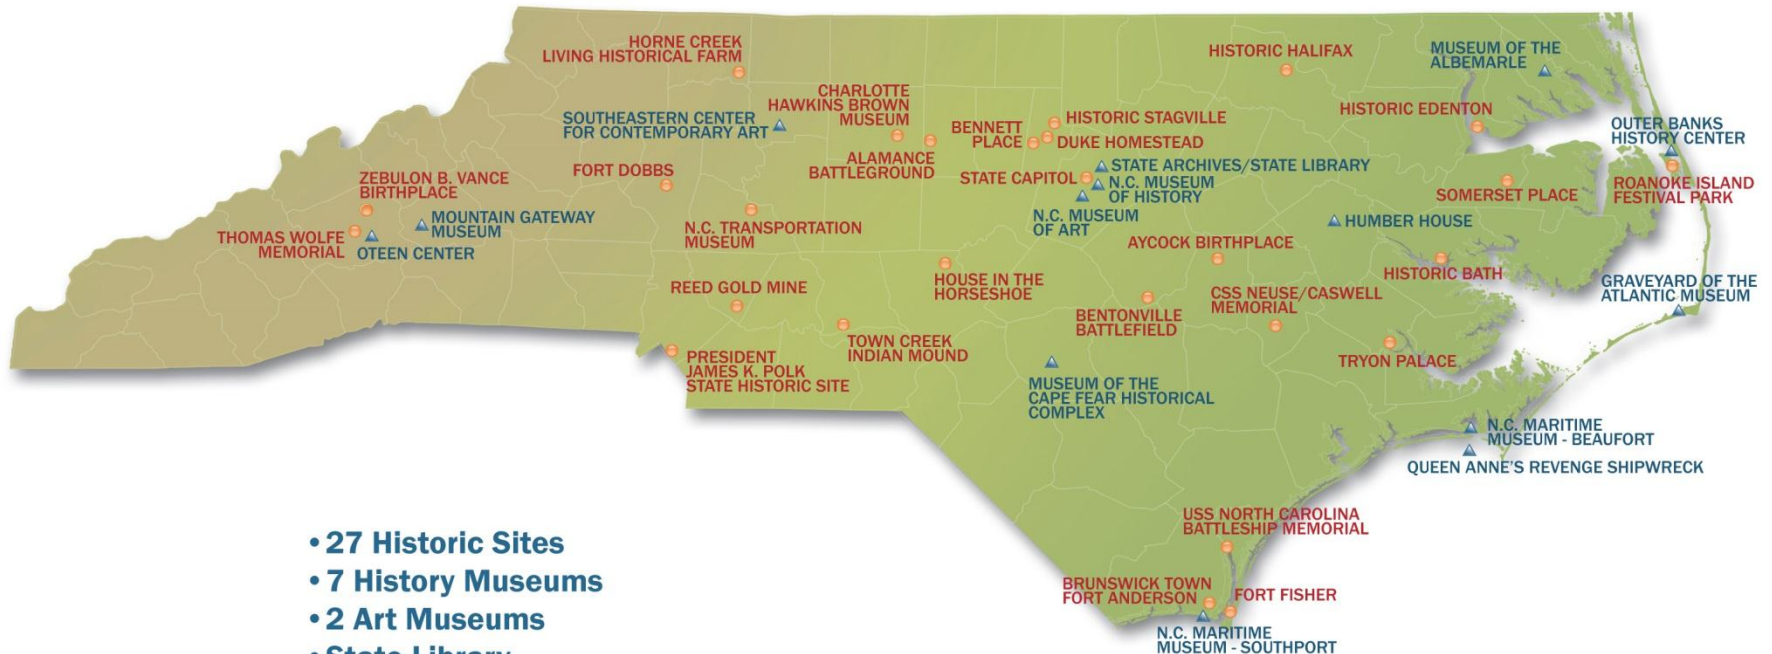 HORNE CREEK
LIVING HISTORICAL FARM
HISTORIC HALIFAX
MUSEUM OF THE
ALBEMARLE
CHARLOTTE
HAWKINS BROWN
MUSEUM
SOUTHEASTERN CENTER
FOR CONTEMPORARY ART
HISTORIC STAGVILLE
BENNETT
PLACE
DUKE HOMESTEAD
HISTORIC EDENTON
OUTER BANKS
HISTORY CENTER
ALAMANCE
BATTLEGROUND
STATE ARCHIVES/STATE LIBRARY
STATE CAPITOL
N.C. MUSEUM
OF HISTORY
N.C. MUSEUM
OF ART
ZEBULON B. VANCE
BIRTHPLACE
FORT DOBBS
SOMERSET PLACE
ROANOKE ISLAND
FESTIVAL PARK
MOUNTAIN GATEWAY
MUSEUM
THOMAS WOLFE
MEMORIAL
OTEEN CENTER
N.C. TRANSPORTATION
MUSEUM
HUMBER HOUSE
AYCOCK BIRTHPLACE
HISTORIC BATH
REED GOLD MINE
HOUSE IN THE
HORSESHOE
GRAVEYARD OF THE
ATLANTIC MUSEUM
CSS NEUSE/CASWELL
MEMORIAL
BENTONVILLE
BATTLEFIELD
TOWN CREEK
INDIAN MOUND
TRYON PALACE
PRESIDENT
JAMES K. POLK
STATE HISTORIC SITE
MUSEUM OF THE
CAPE FEAR HISTORICAL
COMPLEX
N.C. MARITIME
MUSEUM - BEAUFORT
QUEEN ANNE'S REVENGE SHIPWRECK
USS NORTH CAROLINA
BATTLESHIP MEMORIAL
BRUNSWICK TOWN
FORT ANDERSON
FORT FISHER
N.C. MARITIME
MUSEUM - SOUTHPORT
• 27 Historic Sites
• 7 History Museums
• 2 Art Museums
• State Library